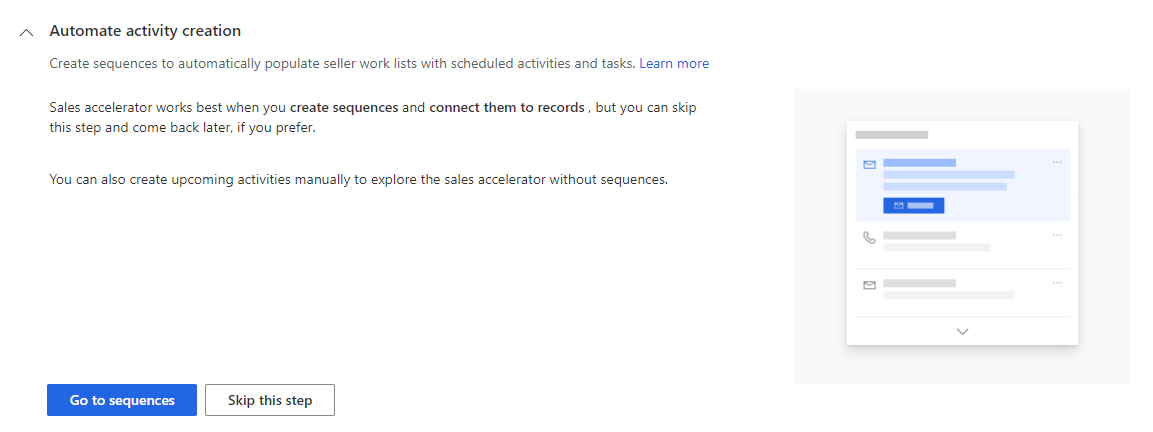 Automate activity creation
Create sequences to automatically populate seller work lists with scheduled activities and tasks. Learn more
Sales accelerator works best when you create sequences and connect them to records , but you can skip
this step and come back later, if you prefer.
You can also create upcoming activities manually to explore the sales accelerator without sequences.
Go to sequences
Skip this step